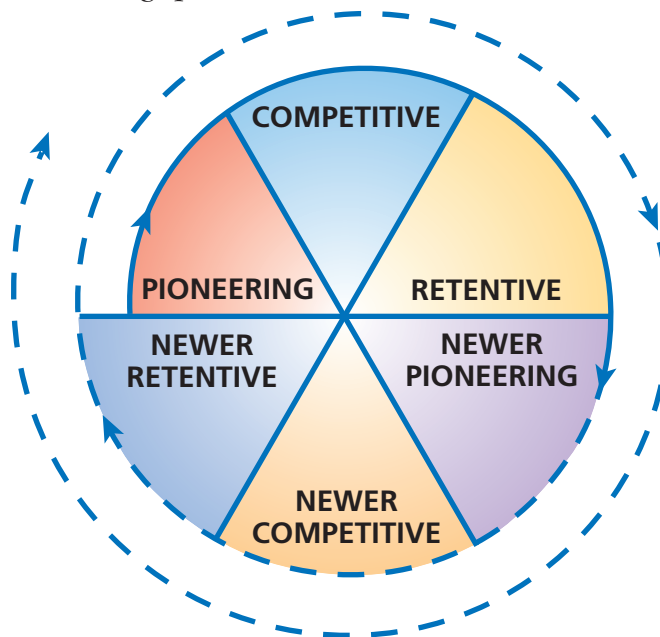 COMPETITIVE
PIONEERING
RETENTIVE
NEWER
RETENTIVE
NEWER
PIONEERING
NEWER
COMPETITIVE